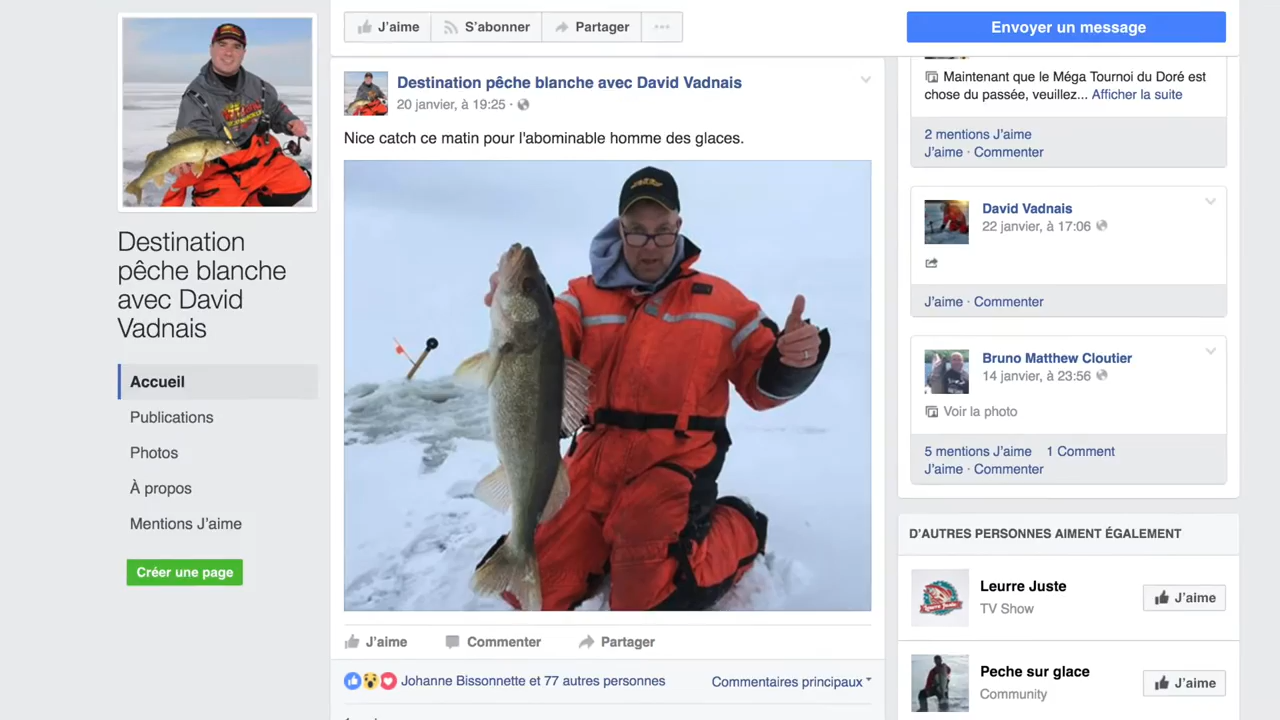 J’aime
S’abonner
Partager
Envoyer un message
Destination
pêche blanche
avec David
Vadnais
Accueil
Publications
Photos
À propos
Mentions J’aime
Créer une page
Destination pêche blanche avec David Vadnais
20 janvier, à 19:25 ·
Nice catch ce matin pour l'abominable homme des glaces.
J’aime
Commenter
Partager
Johanne Bissonnette et 77 autres personnes
Commentaires principaux
Maintenant que le Méga Tournoi du Doré est
chose du passée, veuillez... Afficher la suite
2 mentions J’aime
J’aime · Commenter
David Vadnais
22 janvier, à 17:06
J’aime · Commenter
Bruno Matthew Cloutier
14 janvier, à 23:56
Voir la photo
5 mentions J’aime 1 Comment
J’aime · Commenter
D'AUTRES PERSONNES AIMENT ÉGALEMENT
Leurre Juste
TV Show
J’aime
Peche sur glace
Community
J’aime